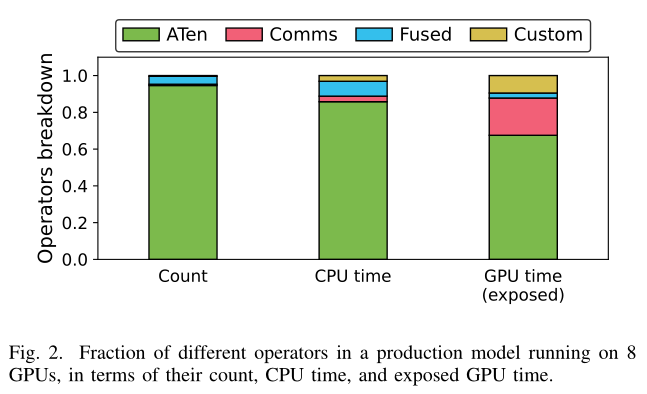 ATen Comms Fused Custom
Operators breakdown
1.0
0.8
0.6
0.4
0.2
0.0
Count CPU time GPU time
(exposed)
Fig. 2. Fraction of different operators in a production model running on 8
GPUs, in terms of their count, CPU time, and exposed GPU time.